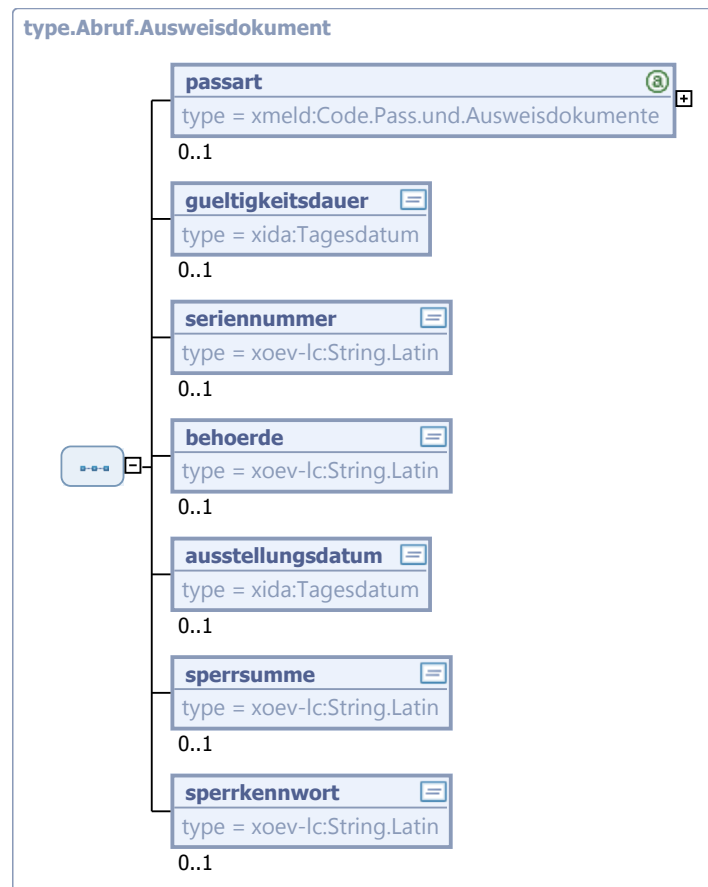 type.Abruf.Ausweisdokument
passart
type = xmeld:Code.Pass.und.Ausweisdokumente
0..1
gueltigkeitsdauer
type = xida:Tagesdatum
0..1
seriennummer
type = xoev-lc:String.Latin
0..1
behoerde
type = xoev-lc:String.Latin
0..1
ausstellungsdatum
type = xida:Tagesdatum
0..1
sperrsumme
type = xoev-lc:String.Latin
0..1
sperrkennwort
type = xoev-lc:String.Latin
0..1